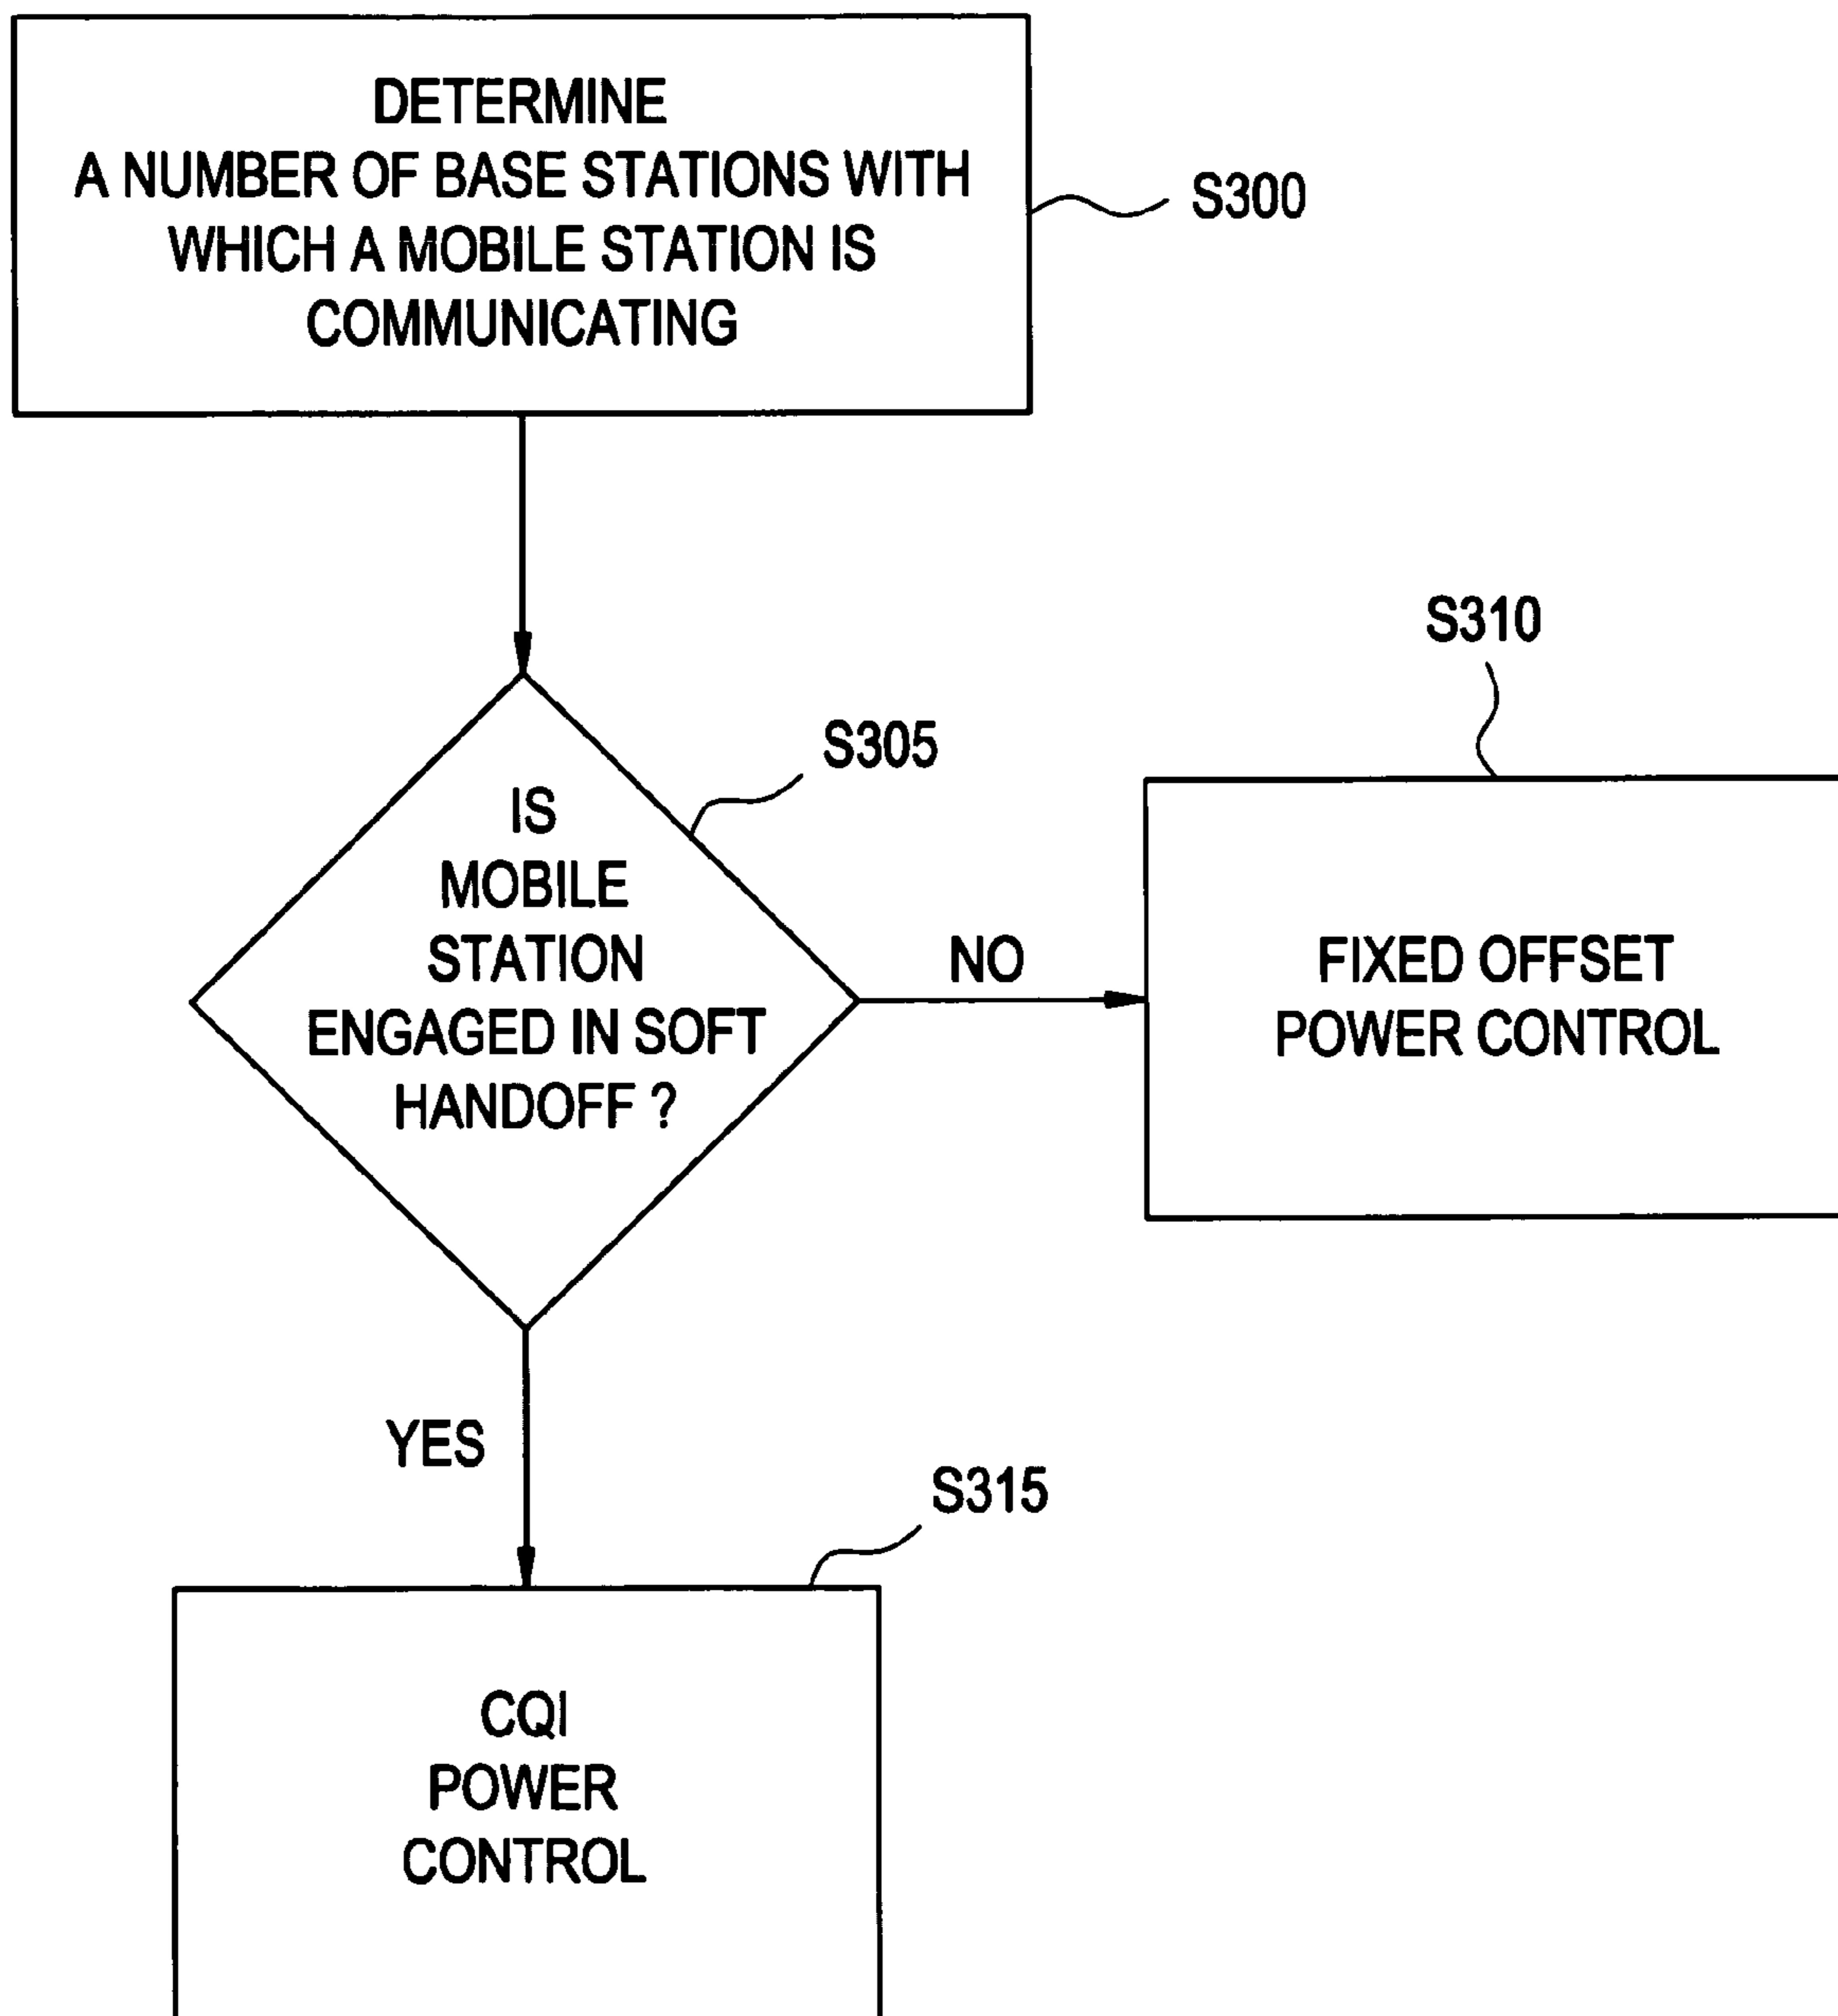 DETERMINE
A NUMBER OF BASE STATIONS WITH
WHICH A MOBILE STATION IS
COMMUNICATING
S300
S305
IS
MOBILE
STATION
ENGAGED IN SOFT
HANDOFF ?
NO
S310
FIXED OFFSET
POWER CONTROL
YES
S315
CQI
POWER
CONTROL